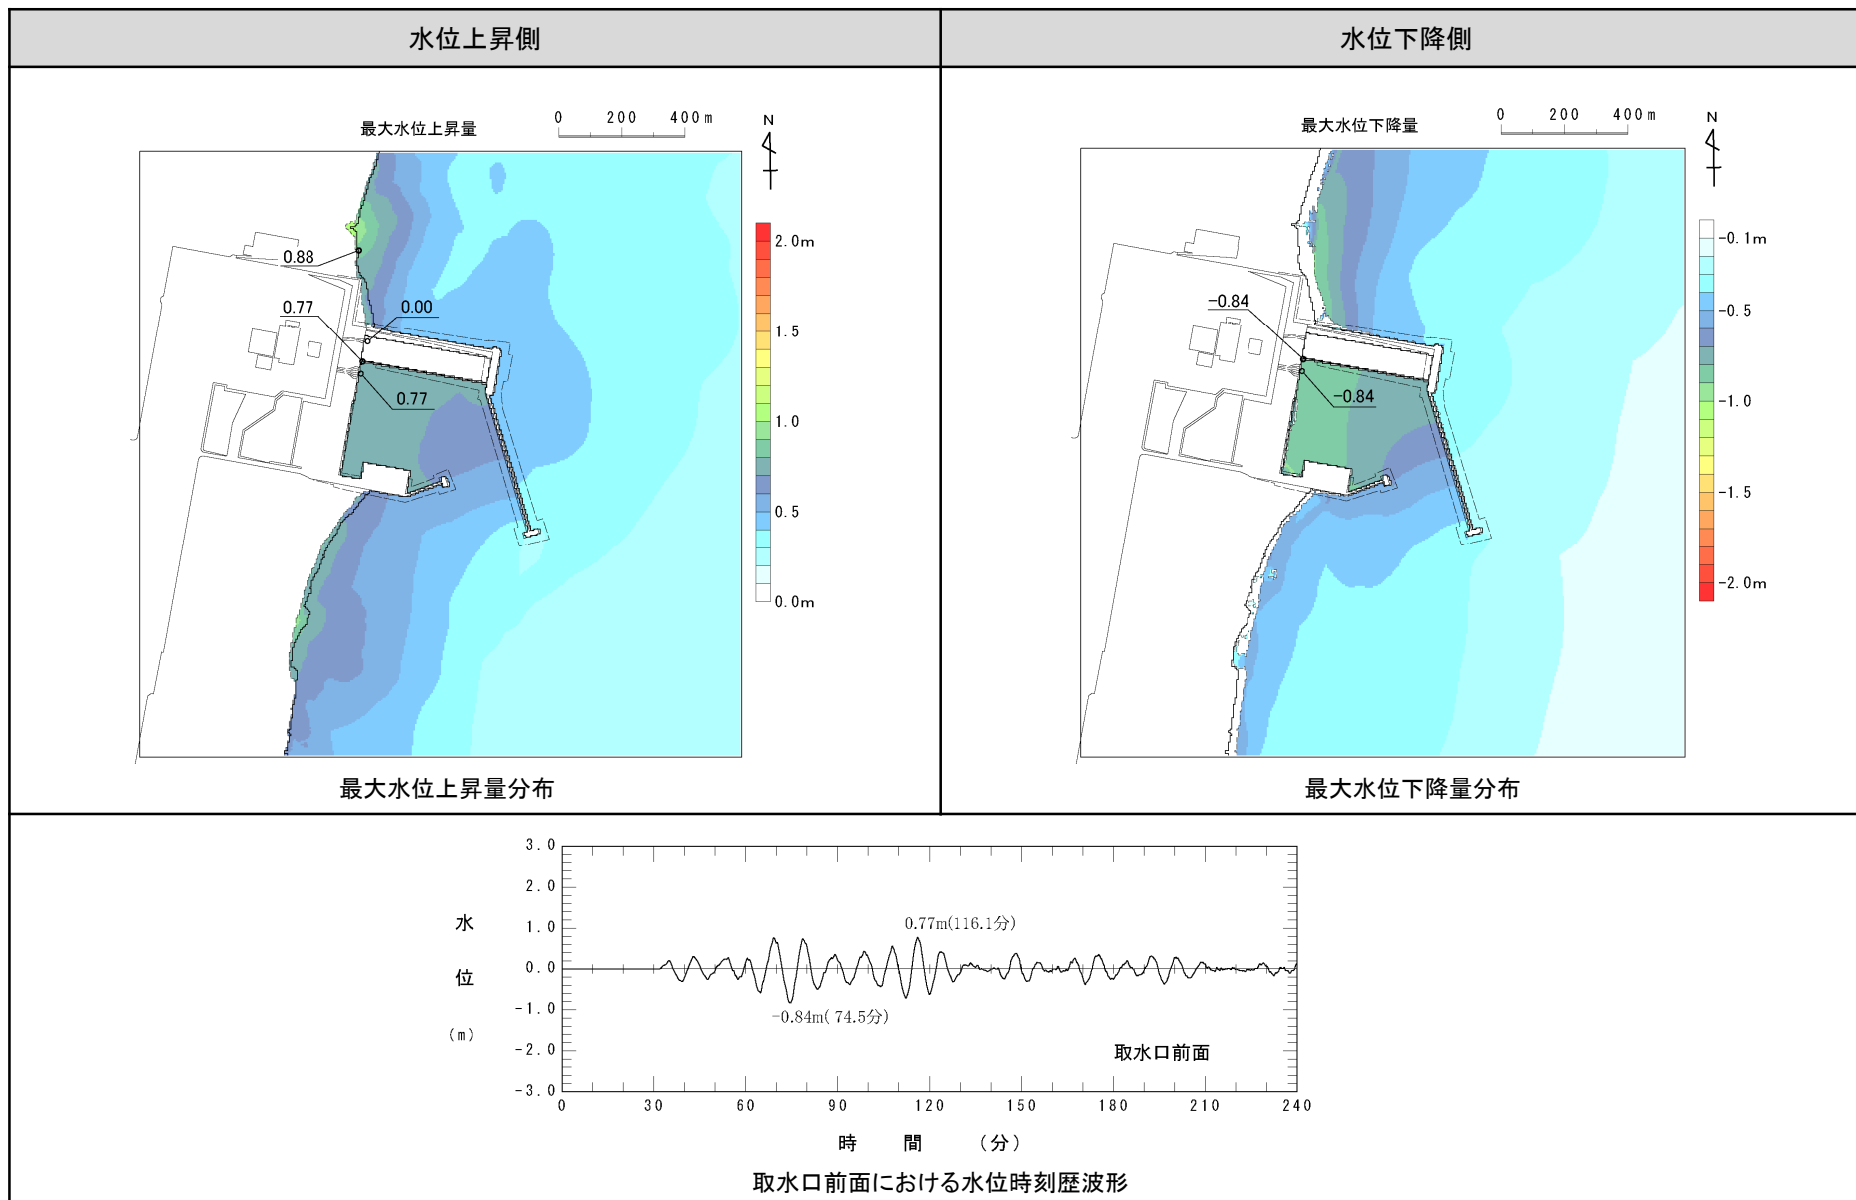 水位上昇側
水位下降側
最大水位上昇量
0 200 400m
N
0.88
0.77
0.00
0.77
2.0m
1.5
1.0
0.5
0.0m
最大水位上昇量分布
最大水位下降量
0 200 400m
N
-0.84
-0.84
-0.1m
-0.5
-1.0
-1.5
-2.0m
最大水位下降量分布
3.0
2.0
1.0
0.0
-1.0
-2.0
-3.0
水位
(m)
0.77m(116.1分)
-0.84m( 74.5分)
取水口前面
0 30 60 90 120 150 180 210 240
時 間 (分)
取水口前面における水位時刻歴波形